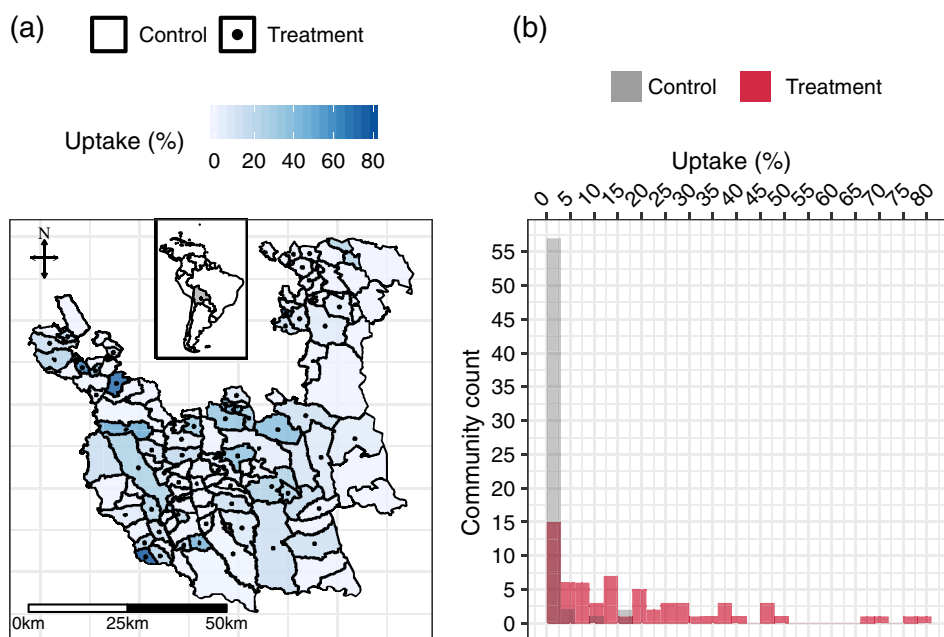 (a)
Control
Treatment
Uptake (%)
0 20 40 60 80
N
0km 25km 50km
(b)
Control
Treatment
Uptake (%)
0 5 10 15 20 25 30 35 40 45 50 55 60 65 70 75 80
Community count
55
50
45
40
35
30
25
20
15
10
5
0